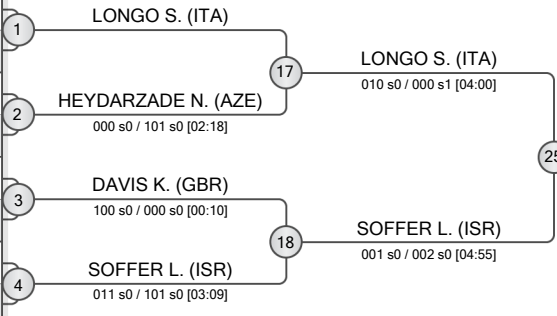 1
LONGO S. (ITA)
17
LONGO S. (ITA)
010 s0 / 000 s1 [04:00]
2
HEYDARZADE N. (AZE)
000 s0 / 101 s0 [02:18]
25
3
DAVIS K. (GBR)
100 s0 / 000 s0 [00:10]
18
SOFFER L. (ISR)
001 s0 / 002 s0 [04:55]
4
SOFFER L. (ISR)
011 s0 / 101 s0 [03:09]